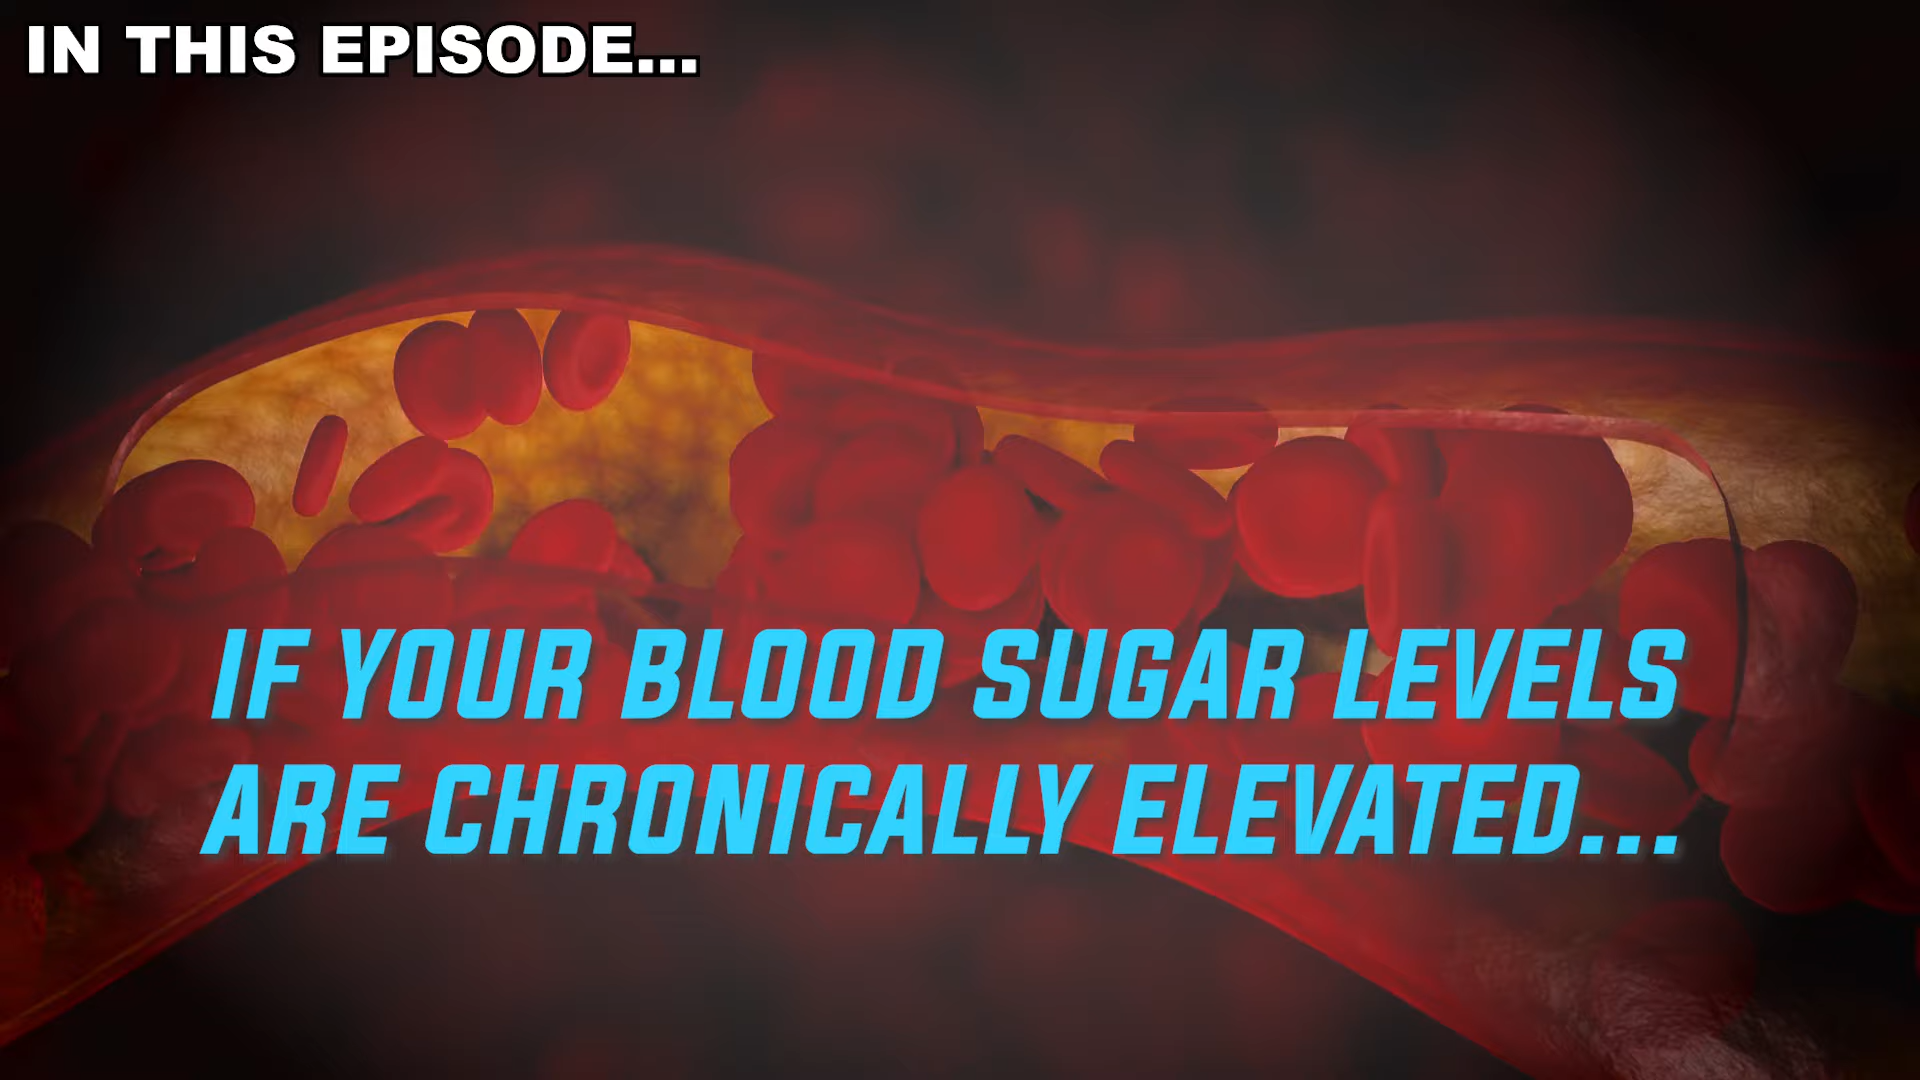 IN THIS EPISODE...
IF YOUR BLOOD SUGAR LEVELS
ARE CHRONICALLY ELEVATED...